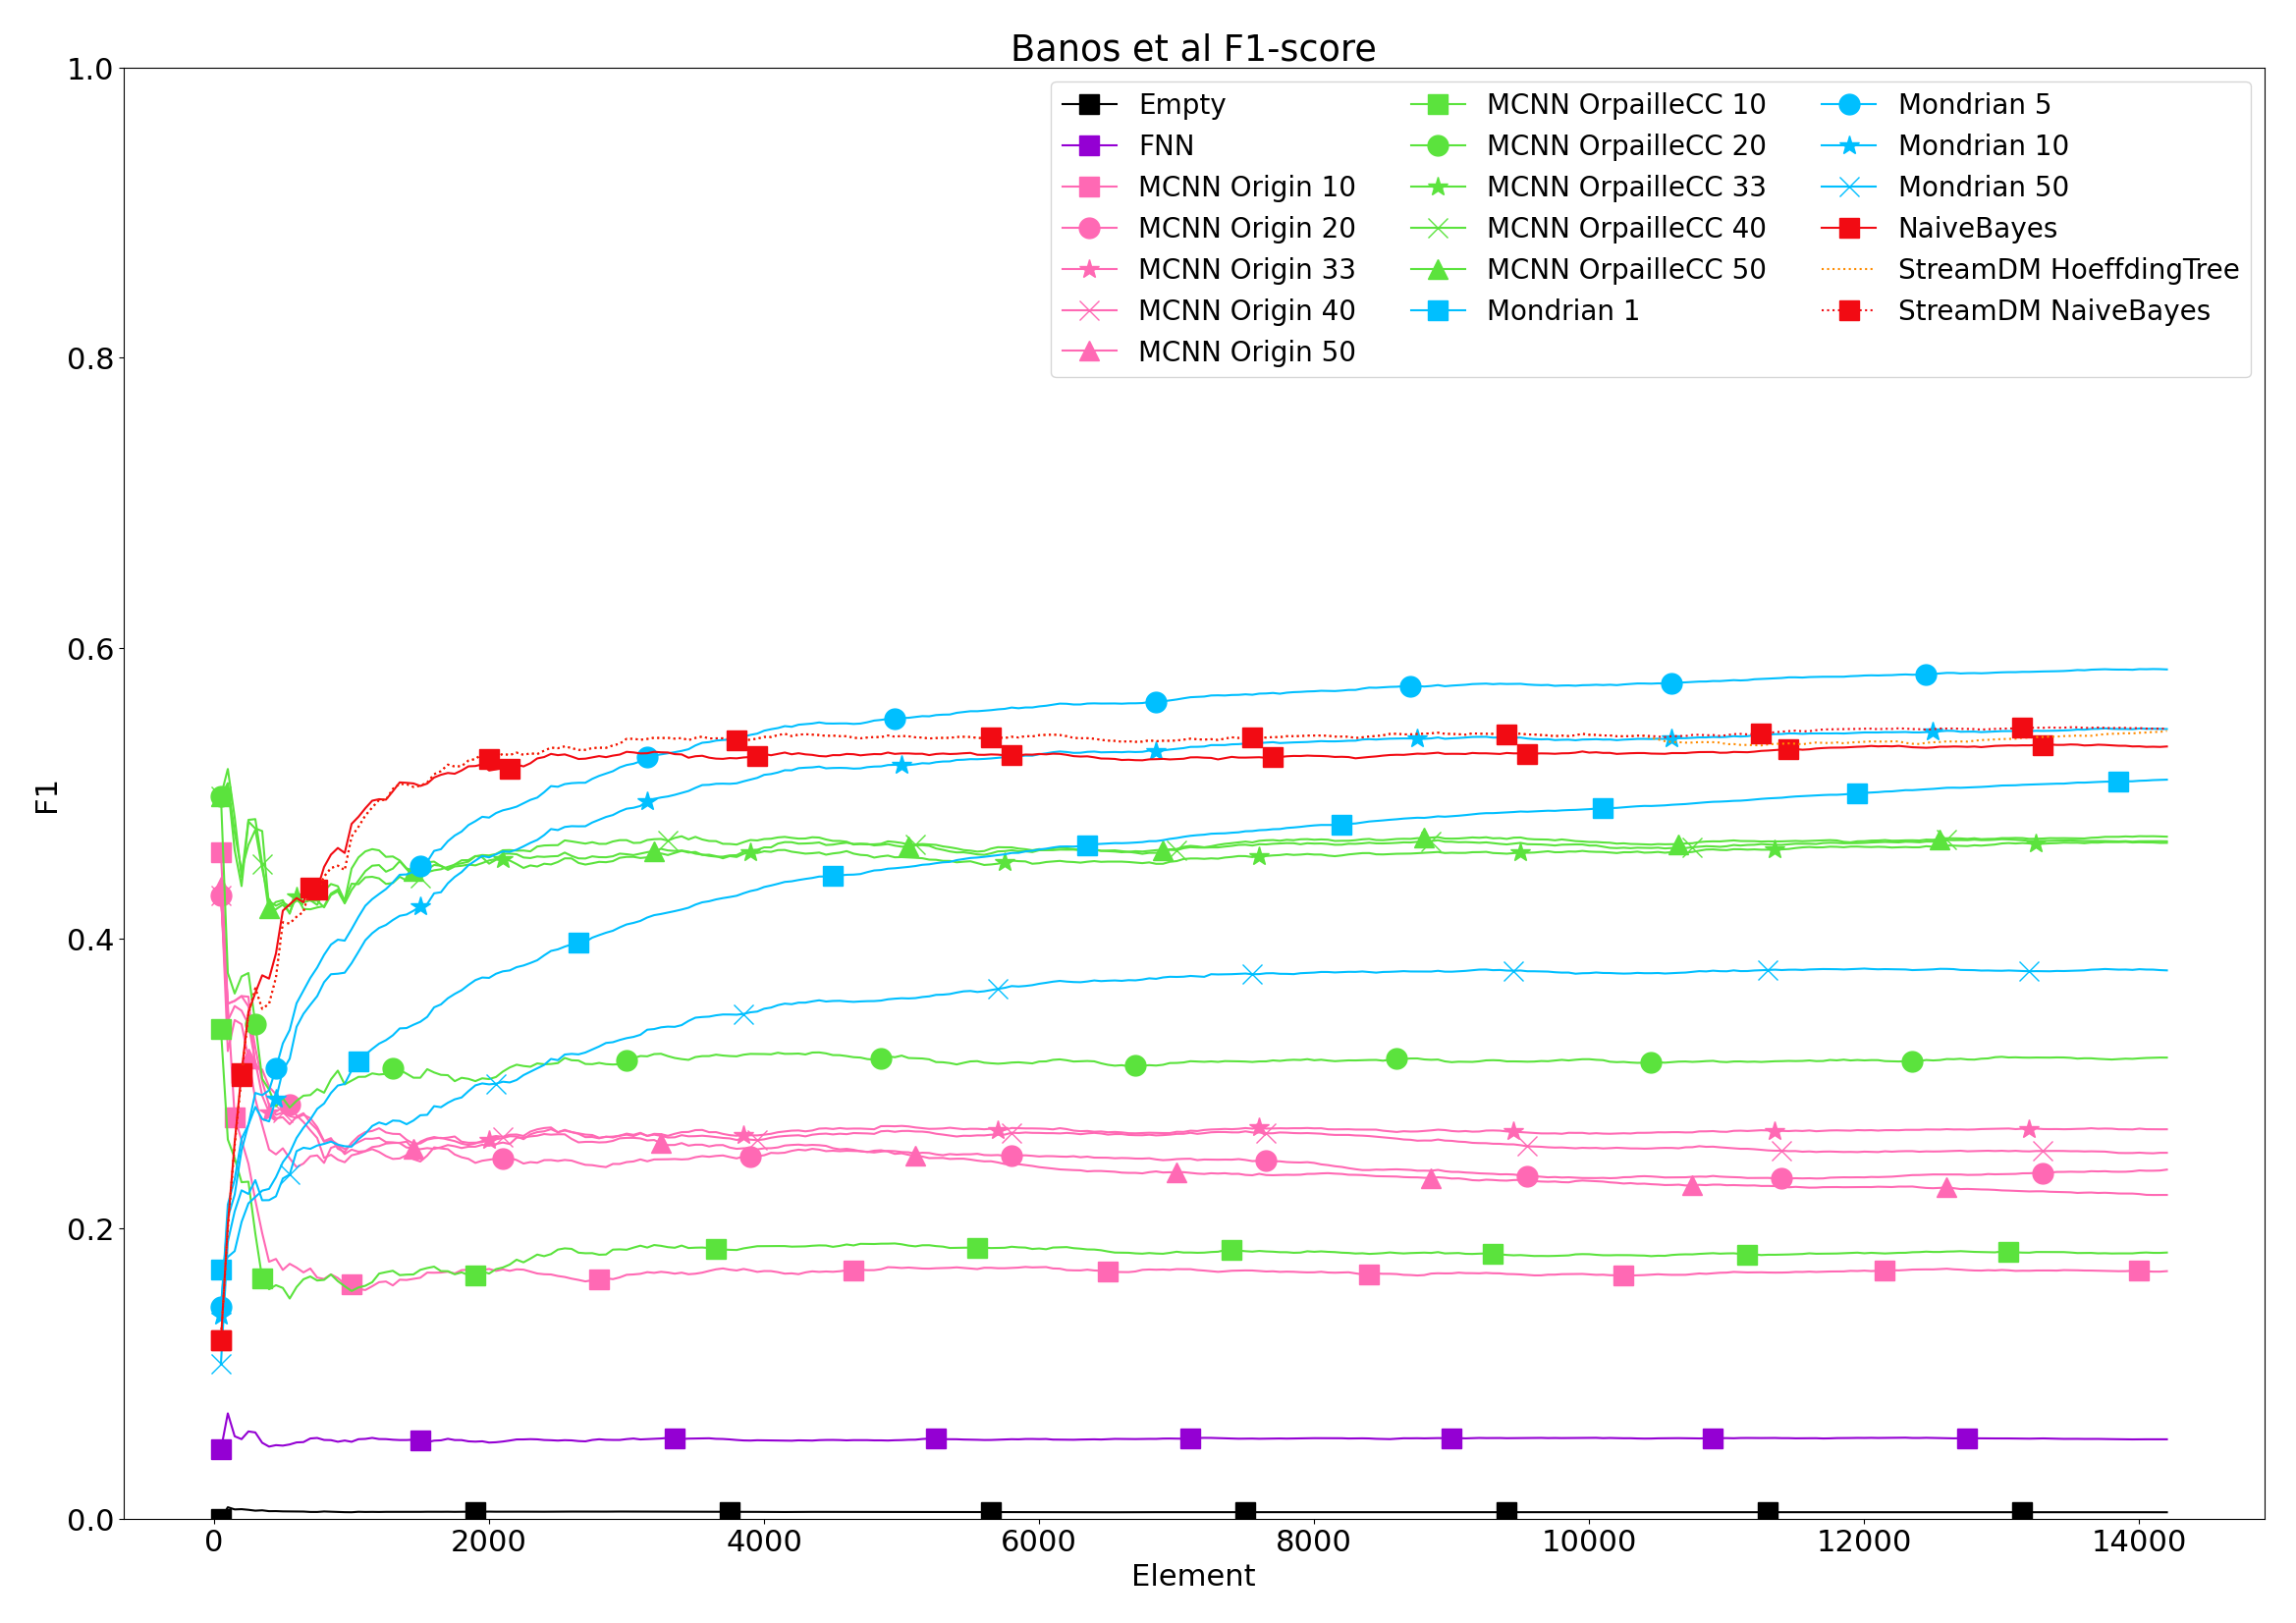 Banos et al F1-score
1.0
0.8
0.6
0.4
0.2
0.0
F1
Empty
FNN
MCNN Origin 10
MCNN Origin 20
MCNN Origin 33
MCNN Origin 40
MCNN Origin 50
MCNN OrpailleCC 10
MCNN OrpailleCC 20
MCNN OrpailleCC 33
MCNN OrpailleCC 40
MCNN OrpailleCC 50
Mondrian 1
Mondrian 5
Mondrian 10
Mondrian 50
NaiveBayes
StreamDM HoeffdingTree
StreamDM NaiveBayes
0 2000 4000 6000 8000 10000 12000 14000
Element